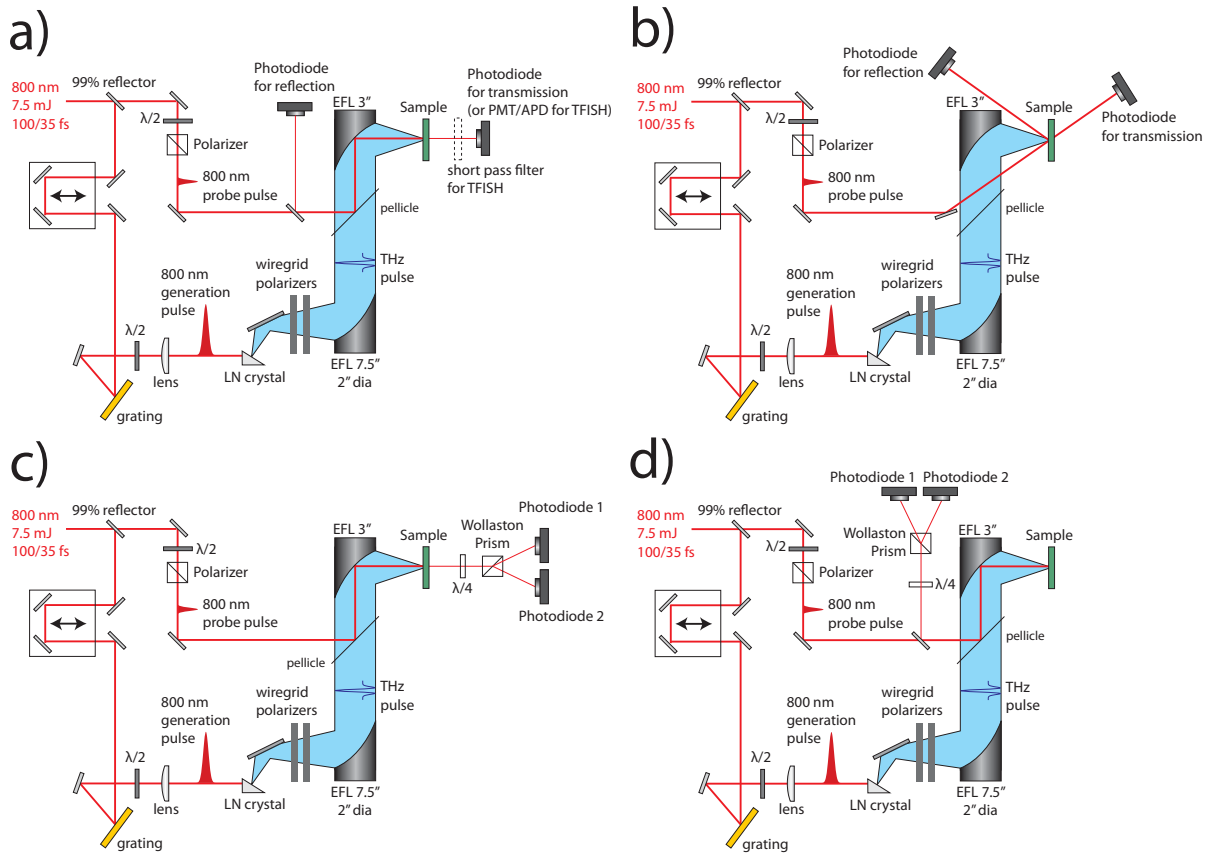 a)
800 nm
7.5 mJ
100/35 fs
99% reflector
λ/2
Polarizer
800 nm
probe pulse
Photodiode
for reflection
EFL 3”
Sample
Photodiode
for transmission
(or PMT/APD for TFISH)
short pass filter
for TFISH
pellicle
THz
pulse
wiregrid
polarizers
800 nm
generation
pulse
λ/2
lens
LN crystal
EFL 7.5”
2” dia
grating
b)
800 nm
7.5 mJ
100/35 fs
99% reflector
λ/2
Polarizer
800 nm
probe pulse
Photodiode
for reflection
EFL 3”
Sample
Photodiode
for transmission
pellicle
THz
pulse
wiregrid
polarizers
800 nm
generation
pulse
λ/2
lens
LN crystal
EFL 7.5”
2” dia
grating
c)
800 nm
7.5 mJ
100/35 fs
99% reflector
λ/2
Polarizer
800 nm
probe pulse
EFL 3”
Sample
Wollaston
Prism
λ/4
Photodiode 1
Photodiode 2
pellicle
THz
pulse
wiregrid
polarizers
800 nm
generation
pulse
λ/2
lens
LN crystal
EFL 7.5”
2” dia
grating
d)
800 nm
7.5 mJ
100/35 fs
99% reflector
λ/2
Polarizer
800 nm
probe pulse
Photodiode 1
Photodiode 2
Wollaston
Prism
λ/4
EFL 3”
Sample
pellicle
THz
pulse
wiregrid
polarizers
800 nm
generation
pulse
λ/2
lens
LN crystal
EFL 7.5”
2” dia
grating